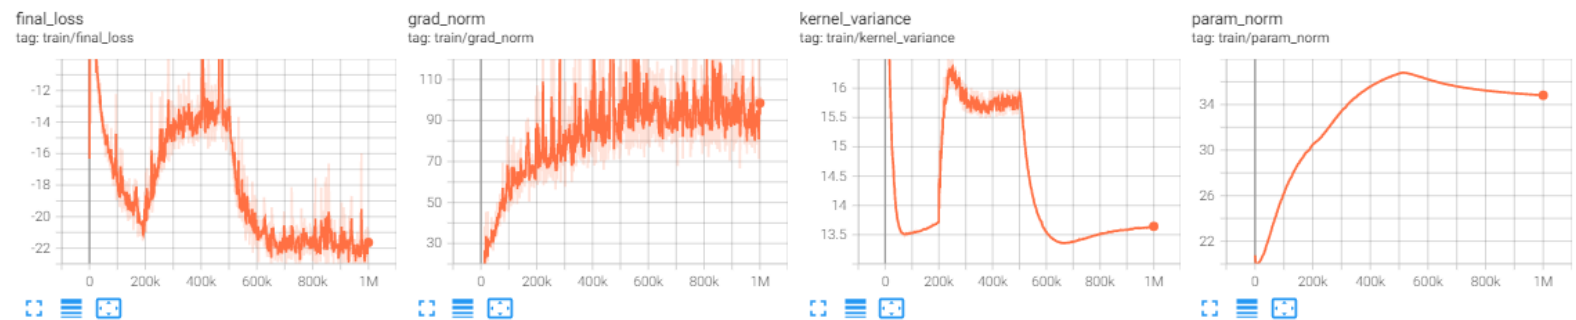 final_loss
tag: train/final_loss
-12
-14
-16
-18
-20
-22
0 200k 400k 600k 800k 1M
grad_norm
tag: train/grad_norm
110
90
70
50
30
0 200k 400k 600k 800k 1M
kernel_variance
tag: train/kernel_variance
16
15.5
15
14.5
14
13.5
0 200k 400k 600k 800k 1M
param_norm
tag: train/param_norm
34
30
26
22
0 200k 400k 600k 800k 1M